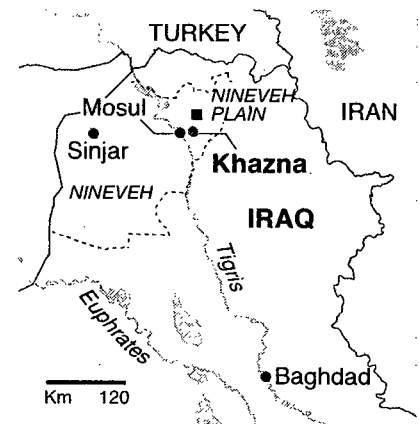 TURKEY
NINEVEH
PLAIN
IRAN
Mosul
Sinjar
Khazna
NINEVEH
IRAQ
Tigris
Euphrates
Baghdad
Km 120